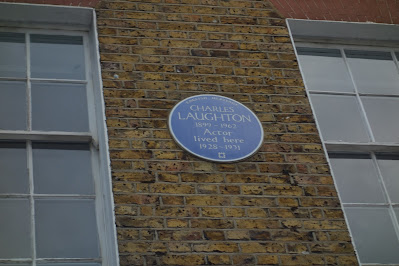 CHARLES
LAUGHTON
1899-1962
Actor
lived here
1928-1931